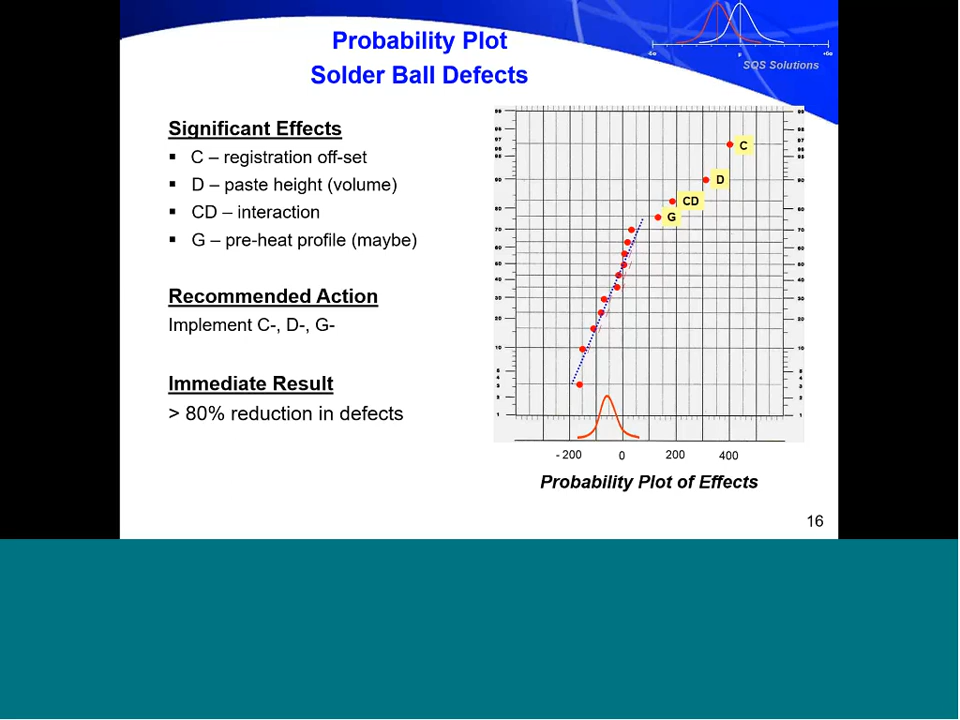 Probability Plot
Solder Ball Defects
SQS Solutions
Significant Effects
▪ C – registration off-set
▪ D – paste height (volume)
▪ CD – interaction
▪ G – pre-heat profile (maybe)
Recommended Action
Implement C-, D-, G-
Immediate Result
> 80% reduction in defects
C
D
CD
G
- 200 0 200 400
Probability Plot of Effects
16